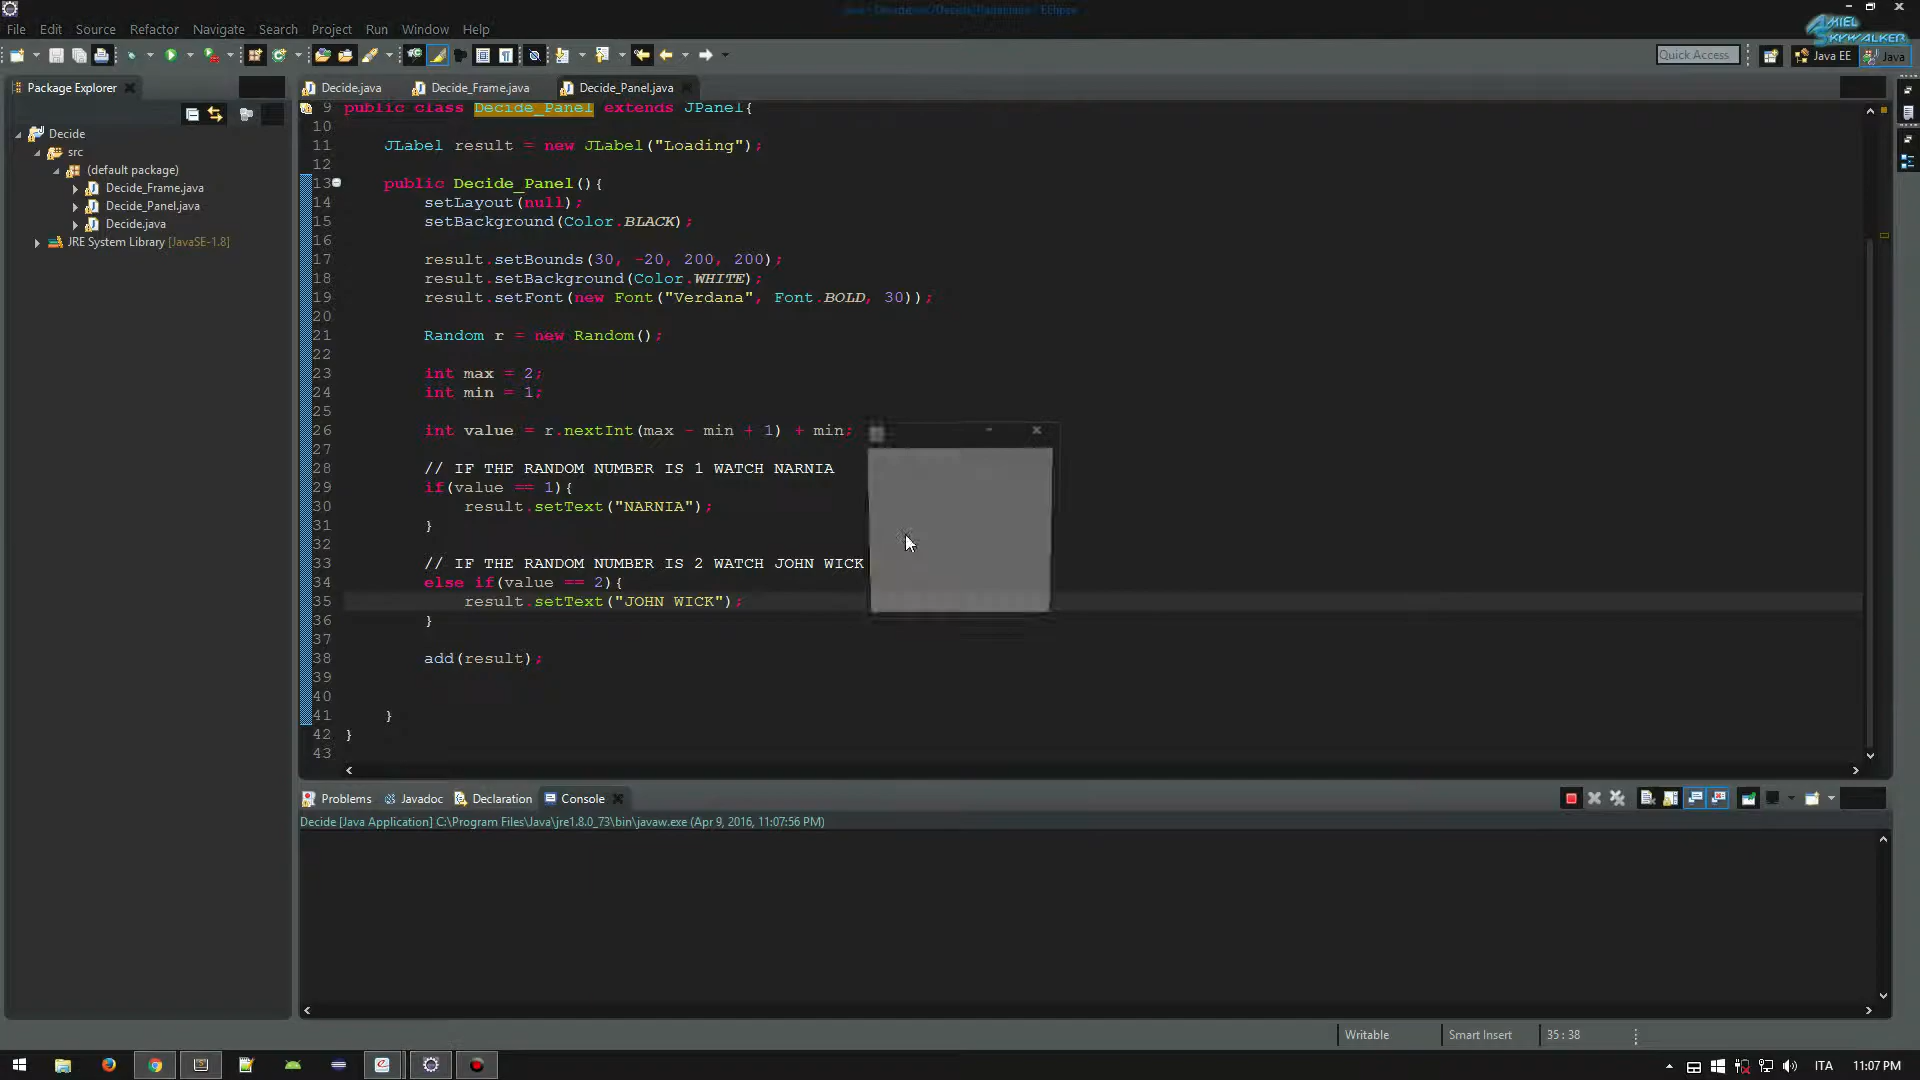 AMIEL
SKYWALKER
File Edit Source Refactor Navigate Search Project Run Window Help
Quick Access
Java EE
Java
Package Explorer
Decide.java
Decide_Frame.java
Decide_Panel.java
Decide
src
(default package)
Decide_Frame.java
Decide_Panel.java
Decide.java
JRE System Library [JavaSE-1.8]
9 public class Decide_Panel extends JPanel{
10
11 JLabel result = new JLabel("Loading");
12
13 public Decide_Panel(){
14 setLayout(null);
15 setBackground(Color.BLACK);
16
17 result.setBounds(30, -20, 200, 200);
18 result.setBackground(Color.WHITE);
19 result.setFont(new Font("Verdana", Font.BOLD, 30));
20
21 Random r = new Random();
22
23 int max = 2;
24 int min = 1;
25
26 int value = r.nextInt(max - min + 1) + min;
27
28 // IF THE RANDOM NUMBER IS 1 WATCH NARNIA
29 if(value == 1){
30 result.setText("NARNIA");
31 }
32
33 // IF THE RANDOM NUMBER IS 2 WATCH JOHN WICK
34 else if(value == 2){
35 result.setText("JOHN WICK");
36 }
37
38 add(result);
39
40
41 }
42 }
43
Problems Javadoc Declaration Console
Decide [Java Application] C:\Program Files\Java\jre1.8.0_73\bin\javaw.exe (Apr 9, 2016, 11:07:56 PM)
Writable Smart Insert 35 : 38
ITA 11:07 PM